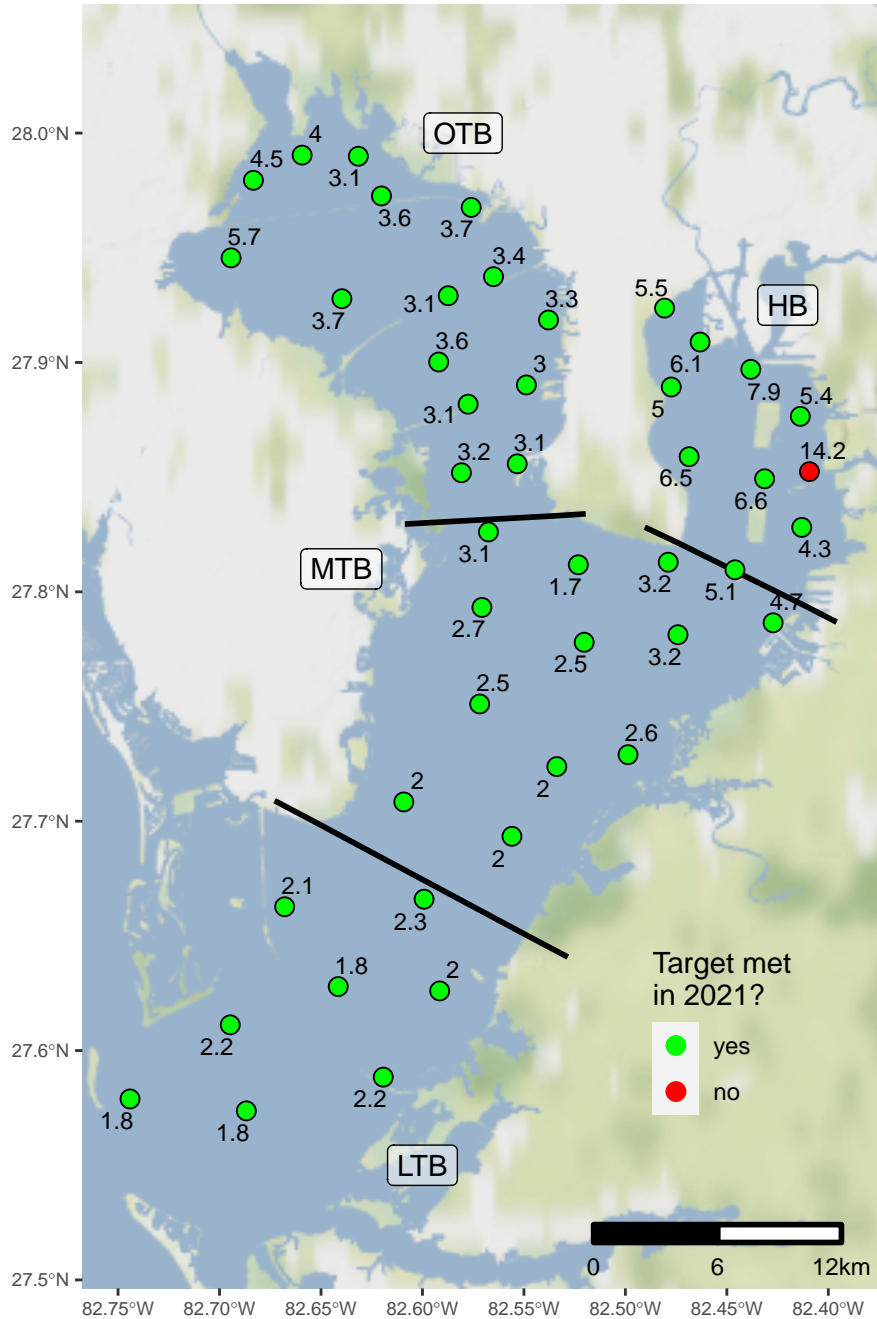 28.0°N
27.9°N
27.8°N
27.7°N
27.6°N
27.5°N
82.75°W
82.70°W
82.65°W
82.60°W
82.55°W
82.50°W
82.45°W
82.40°W
OTB
4
4.5
3.1
3.6
3.7
5.7
3.4
3.1
3.7
3.3
3.6
3
3.1
3.2
3.1
HB
5.5
6.1
7.9
5
5.4
14.2
6.5
6.6
4.3
5.1
4.7
MTB
3.1
1.7
3.2
2.7
2.5
3.2
2.5
2.6
2
2
2
2.3
2.1
1.8
2
2.2
2.2
1.8
1.8
LTB
Target met
in 2021?
yes
no
0
6
12km